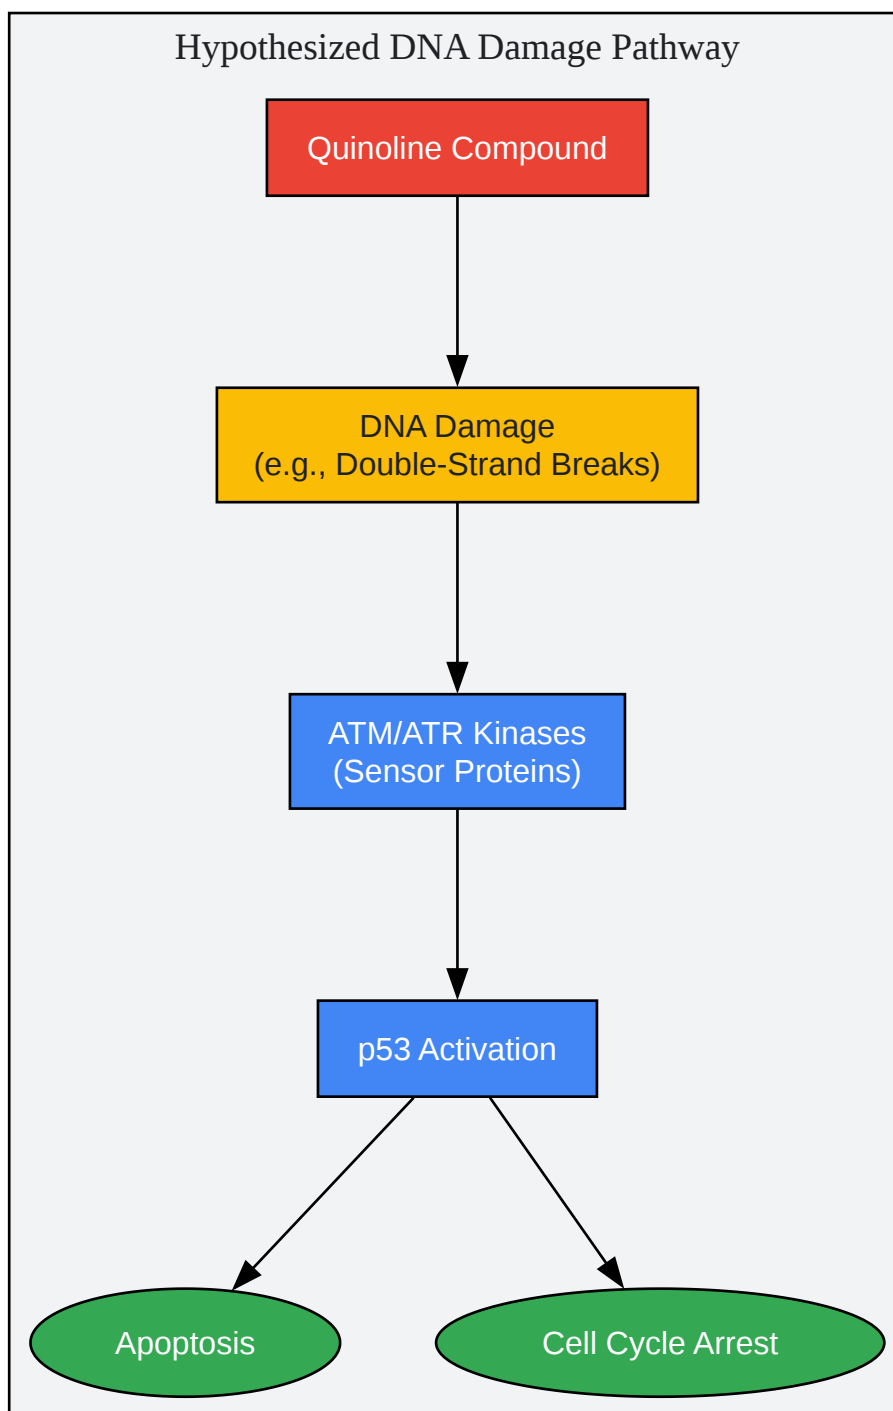 Hypothesized DNA Damage Pathway
Quinoline Compound
DNA Damage
(e.g., Double-Strand Breaks)
ATM/ATR Kinases
(Sensor Proteins)
p53 Activation
Apoptosis
Cell Cycle Arrest